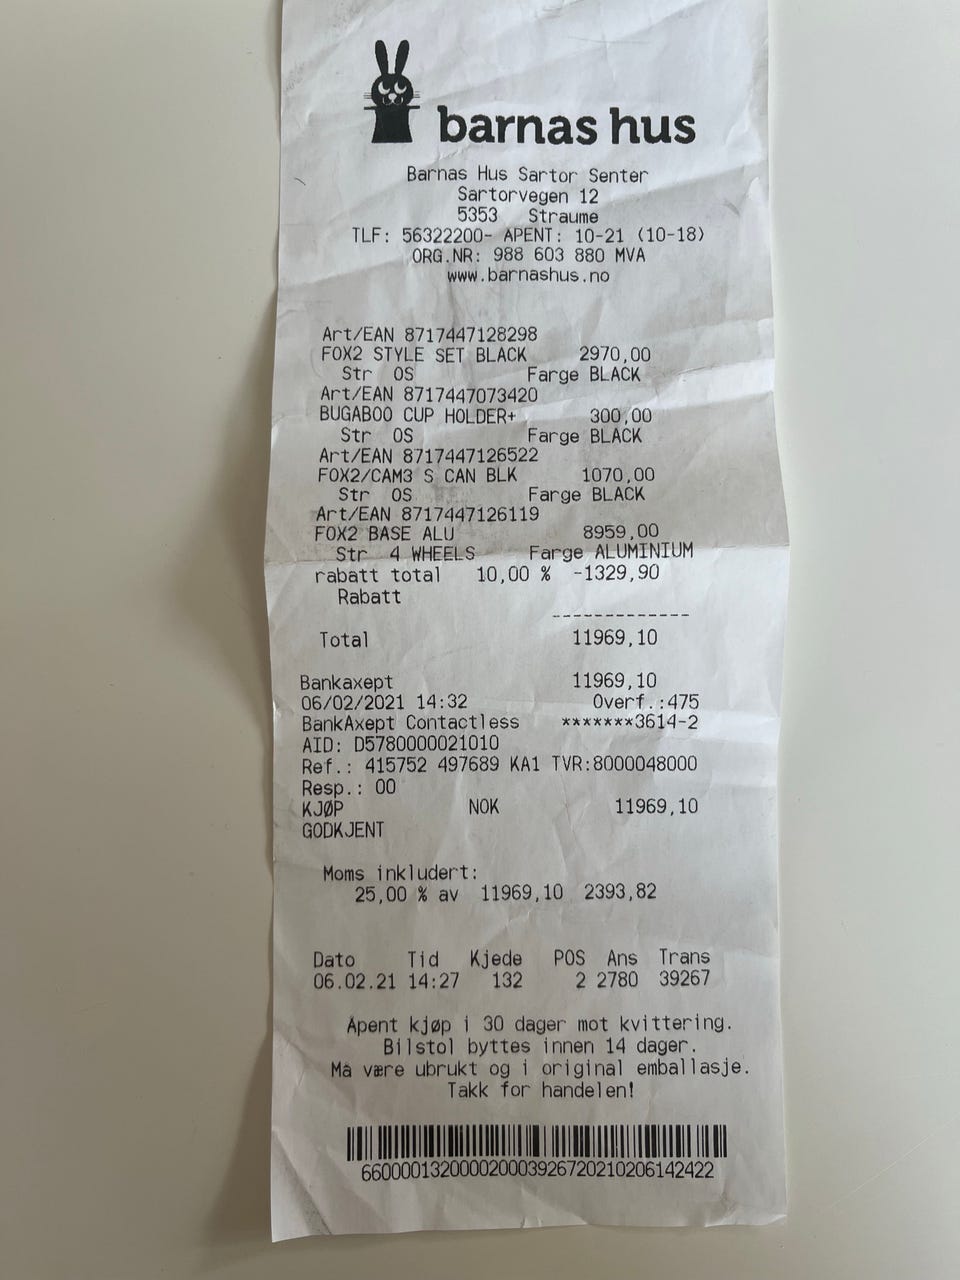 barnas hus
Barnas Hus Sartor Senter
Sartorvegen 12
5353 Straume
TLF: 56322200- ÅPENT: 10-21 (10-18)
ORG.NR: 988 603 880 MVA
www.barnashus.no
Art/EAN 8717447128298
FOX2 STYLE SET BLACK 2970,00
Str OS Farge BLACK
Art/EAN 8717447073420
BUGABOO CUP HOLDER+ 300,00
Str OS Farge BLACK
Art/EAN 8717447126522
FOX2/CAM3 S CAN BLK 1070,00
Str OS Farge BLACK
Art/EAN 8717447126119
FOX2 BASE ALU 8959,00
Str 4 WHEELS Farge ALUMINIUM
rabatt total 10,00 % -1329,90
Rabatt
-------------
Total 11969,10
Bankaxept 11969,10
06/02/2021 14:32 Overf.:475
BankAxept Contactless *******3614-2
AID: D5780000021010
Ref.: 415752 497689 KA1 TVR:8000048000
Resp.: 00
KJØP NOK 11969,10
GODKJENT
Moms inkludert:
25,00 % av 11969,10 2393,82
Dato Tid Kjede POS Ans Trans
06.02.21 14:27 132 2 2780 39267
Åpent kjøp i 30 dager mot kvittering.
Bilstol byttes innen 14 dager.
Må være ubrukt og i original emballasje.
Takk for handelen!
660000132000020003926720210206142422